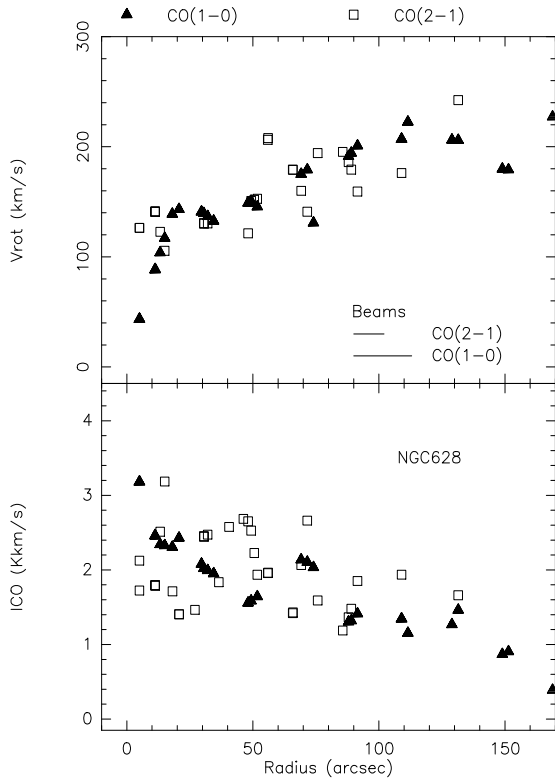 CO(1−0) CO(2−1)
300
200
100
0
Vrot (km/s)
Beams
CO(2−1)
CO(1−0)
NGC628
4
3
2
1
0
ICO (Kkm/s)
0 50 100 150
Radius (arcsec)